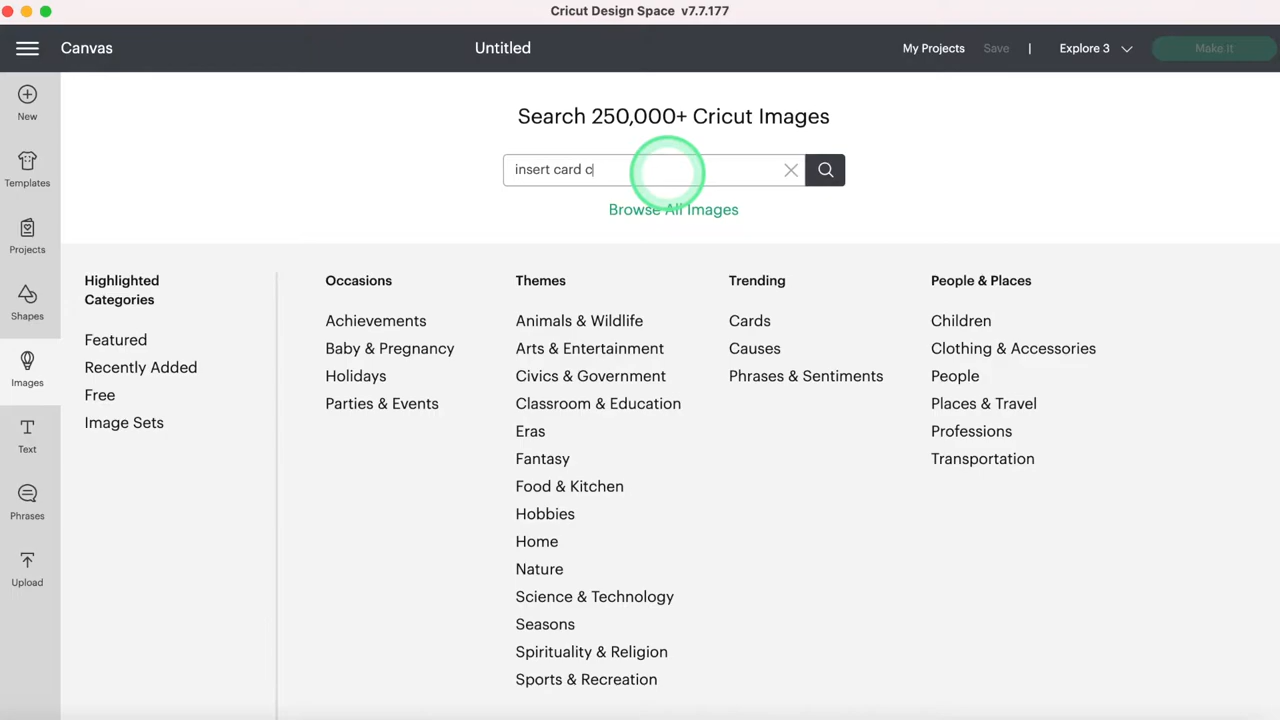 Cricut Design Space v7.7.177
Canvas
Untitled
My Projects
Save
|
Explore 3
Make It
New
Templates
Projects
Shapes
Images
Text
Phrases
Upload
Search 250,000+ Cricut Images
insert card c
Browse All Images
Highlighted
Categories
Featured
Recently Added
Free
Image Sets
Occasions
Achievements
Baby & Pregnancy
Holidays
Parties & Events
Themes
Animals & Wildlife
Arts & Entertainment
Civics & Government
Classroom & Education
Eras
Fantasy
Food & Kitchen
Hobbies
Home
Nature
Science & Technology
Seasons
Spirituality & Religion
Sports & Recreation
Trending
Cards
Causes
Phrases & Sentiments
People & Places
Children
Clothing & Accessories
People
Places & Travel
Professions
Transportation